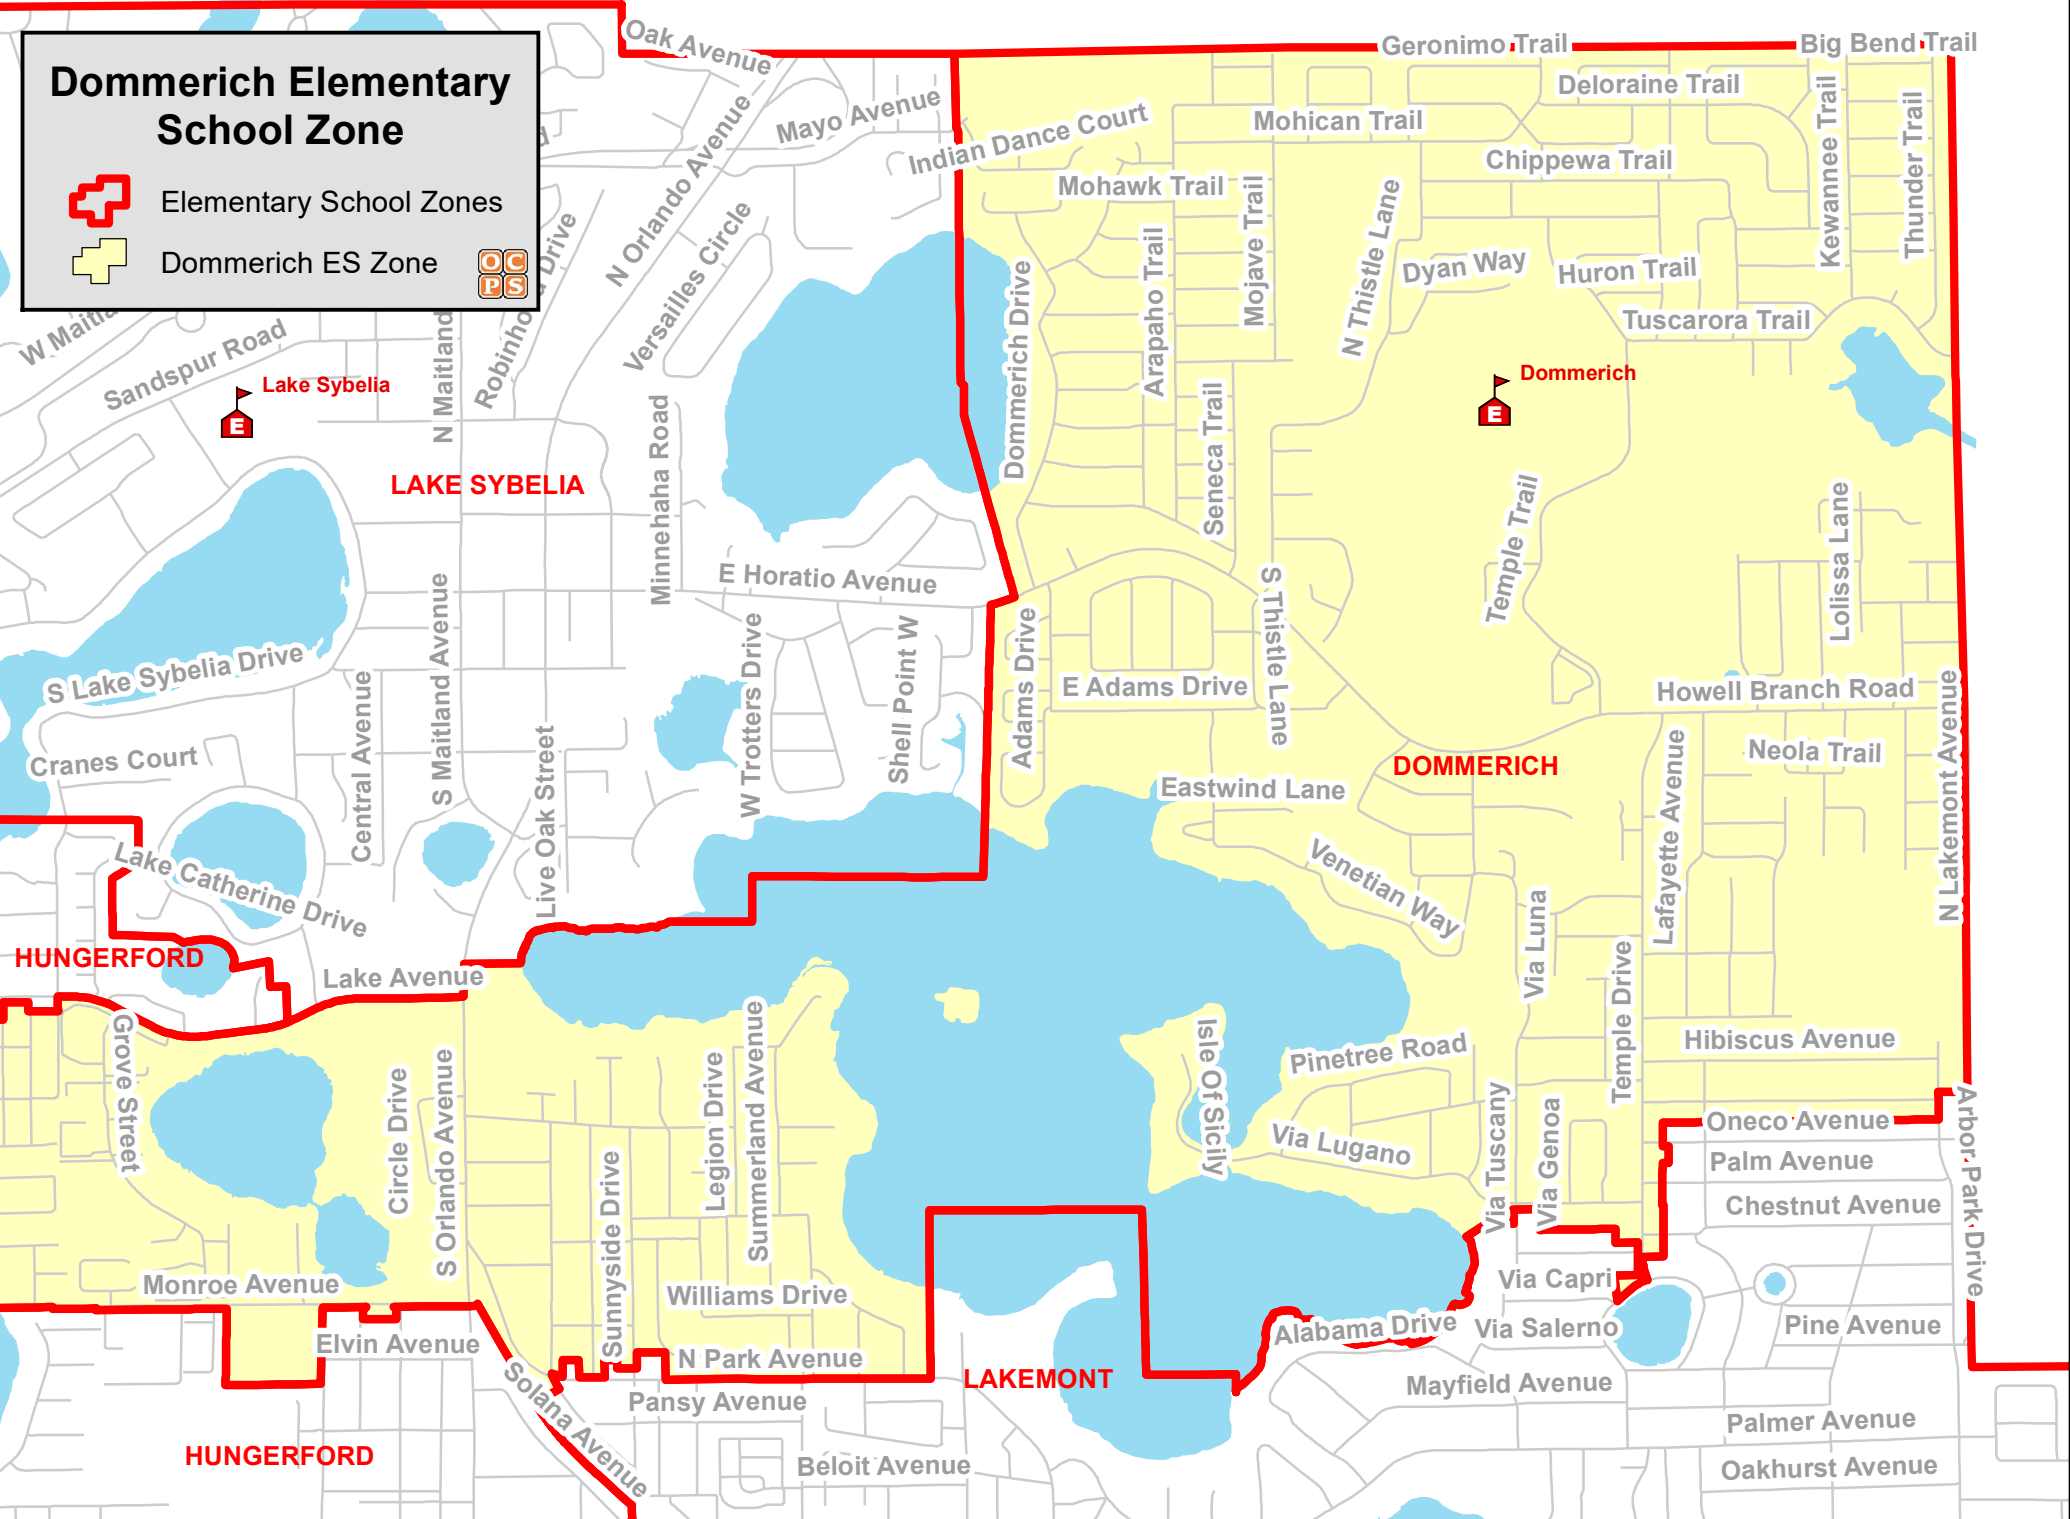 Dommerich Elementary
School Zone
Elementary School Zones
Dommerich ES Zone
OC
PS
Oak Avenue
Geronimo Trail
Big Bend Trail
Deloraine Trail
Mayo Avenue
Indian Dance Court
Mohican Trail
Chippewa Trail
Kewannee Trail
Thunder Trail
N Orlando Avenue
Versailles Circle
Mohawk Trail
Mojave Trail
Arapaho Trail
N Thistle Lane
Dyan Way
Huron Trail
Tuscarora Trail
Dommerich Drive
Drive
Sandspur Road
N Maitland
E
Lake Sybelia
E
Dommerich
Seneca Trail
LAKE SYBELIA
Minnehaha Road
Temple Trail
Lolissa Lane
E Horatio Avenue
S Thistle Lane
S Lake Sybelia Drive
S Maitland Avenue
Central Avenue
W Trotters Drive
Shell Point W
Adams Drive
E Adams Drive
Howell Branch Road
N Lakemont Avenue
Cranes Court
Live Oak Street
DOMMERICH
Neola Trail
Lafayette Avenue
Eastwind Lane
Venetian Way
Lake Catherine Drive
Via Luna
Temple Drive
HUNGERFORD
Lake Avenue
Grove Street
Circle Drive
S Orlando Avenue
Legion Drive
Summerland Avenue
Isle Of Sicily
Pinetree Road
Hibiscus Avenue
Via Lugano
Via Tuscany
Via Genoa
Oneco Avenue
Palm Avenue
Chestnut Avenue
Arbor Park Drive
Sunnyside Drive
Monroe Avenue
Williams Drive
Via Capri
Elvin Avenue
N Park Avenue
Alabama Drive
Via Salerno
Pine Avenue
Solana Avenue
Pansy Avenue
LAKEMONT
Mayfield Avenue
Palmer Avenue
HUNGERFORD
Beloit Avenue
Oakhurst Avenue